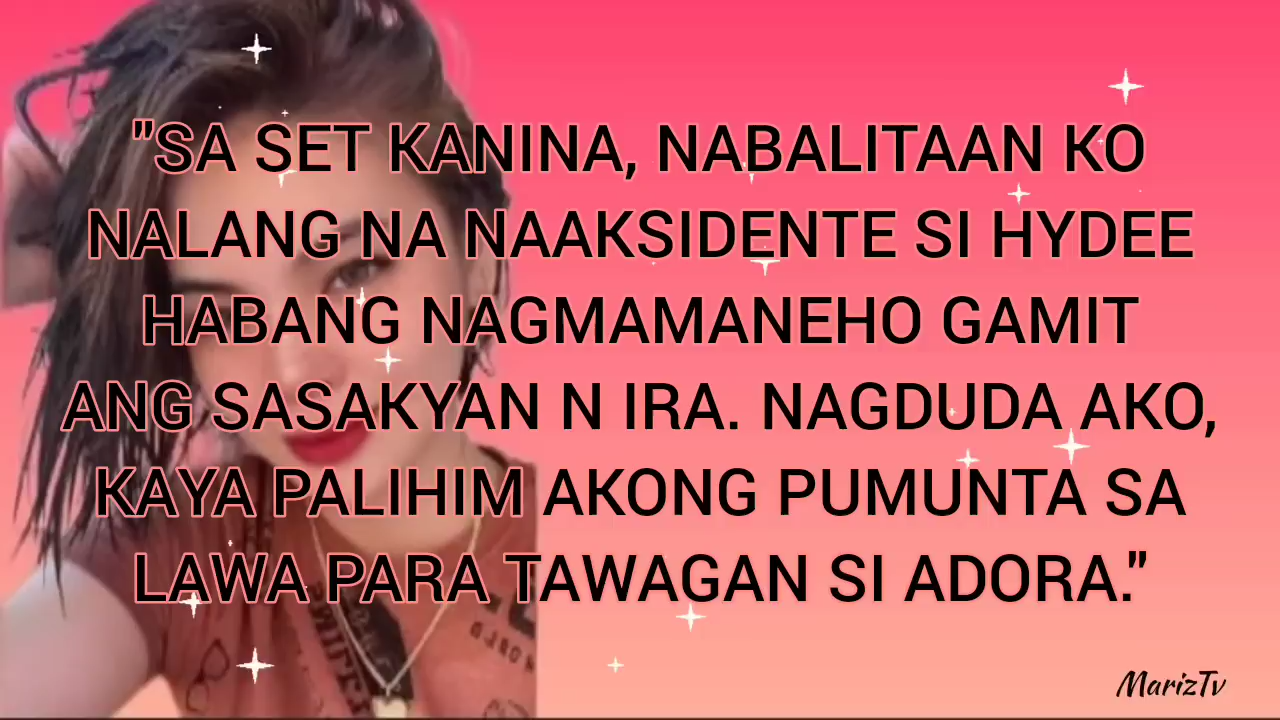 "SA SET KANINA, NABALITAAN KO
NALANG NA NAAKSIDENTE SI HYDEE
HABANG NAGMAMANEHO GAMIT
ANG SASAKYAN N IRA. NAGDUDA AKO,
KAYA PALIHIM AKONG PUMUNTA SA
LAWA PARA TAWAGAN SI ADORA."
MarizTv